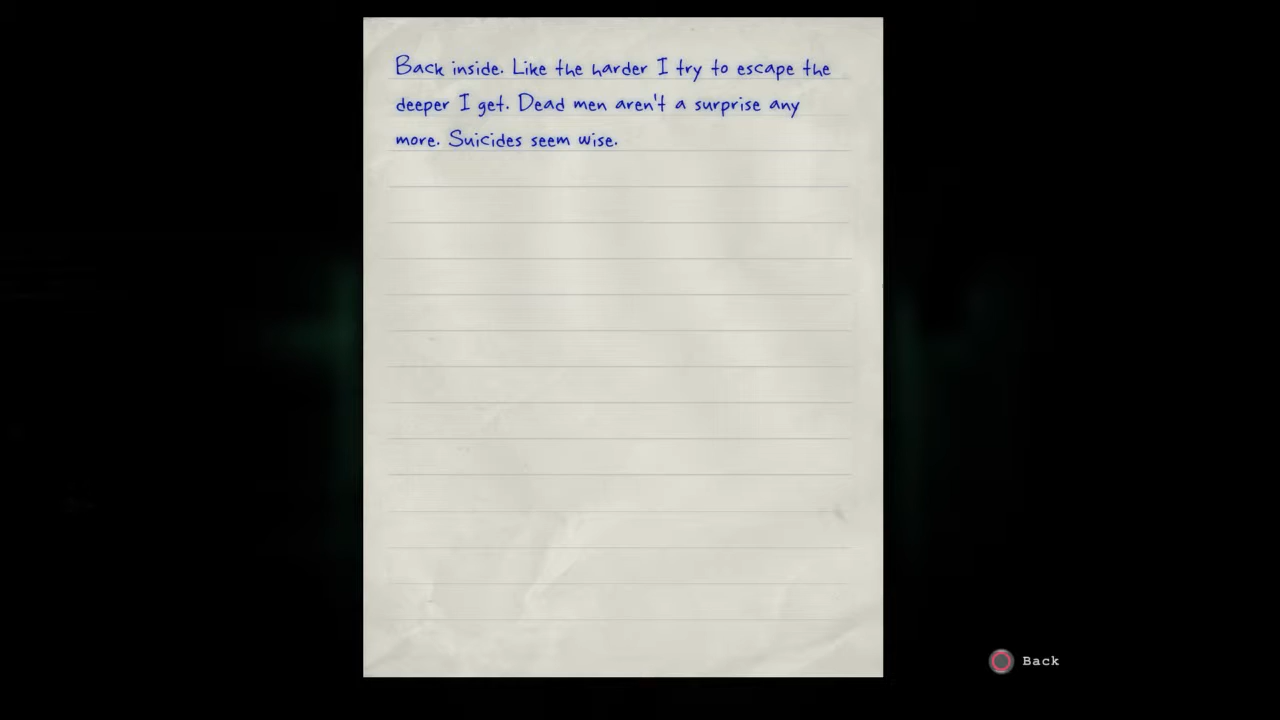 Back inside. Like the harder I try to escape the
deeper I get. Dead men aren't a surprise any
more. Suicides seem wise.
Back